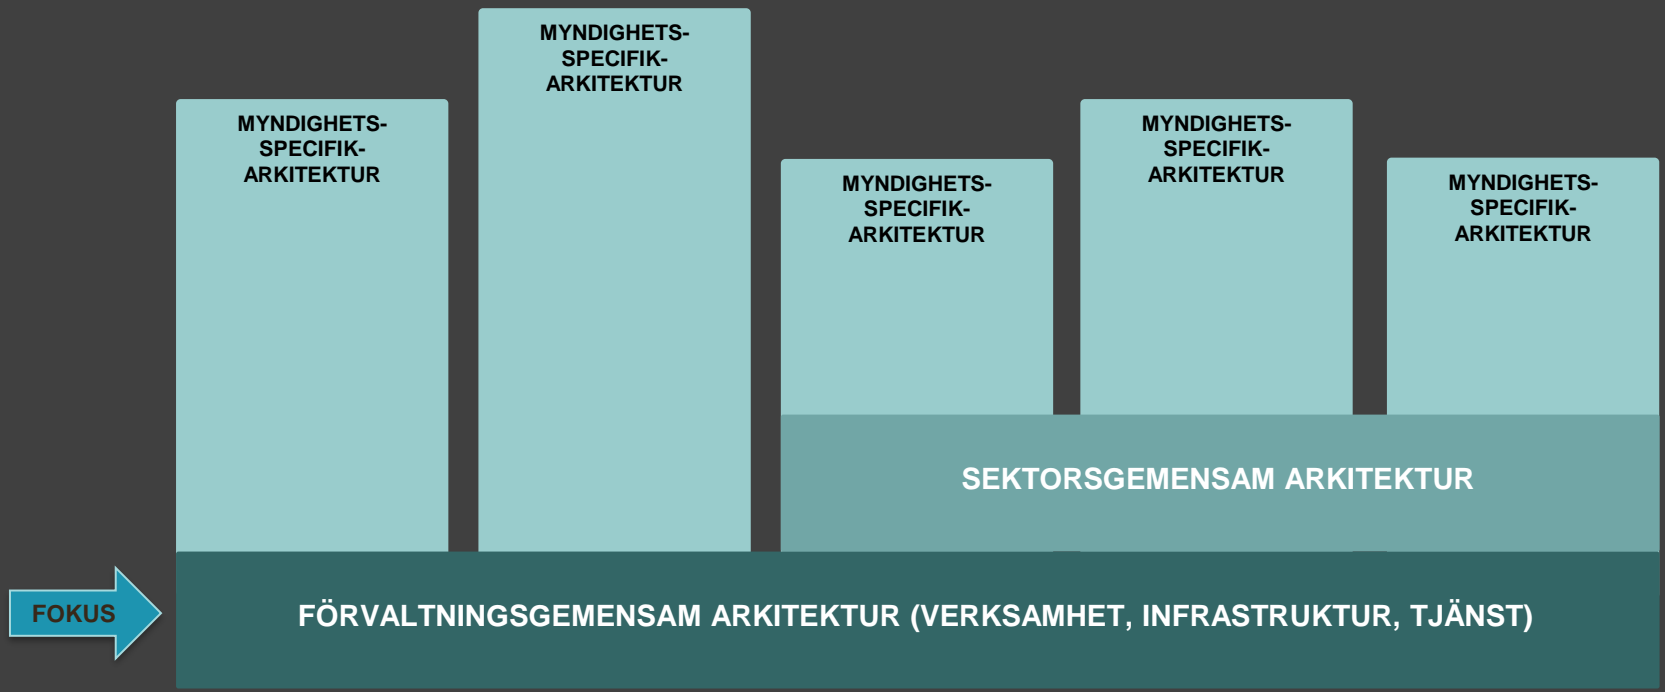 MYNDIGHETS-
SPECIFIK-
ARKITEKTUR
MYNDIGHETS-
SPECIFIK-
ARKITEKTUR
MYNDIGHETS-
SPECIFIK-
ARKITEKTUR
MYNDIGHETS-
SPECIFIK-
ARKITEKTUR
MYNDIGHETS-
SPECIFIK-
ARKITEKTUR
SEKTORSGEMENSAM ARKITEKTUR
FOKUS
FÖRVALTNINGSGEMENSAM ARKITEKTUR (VERKSAMHET, INFRASTRUKTUR, TJÄNST)